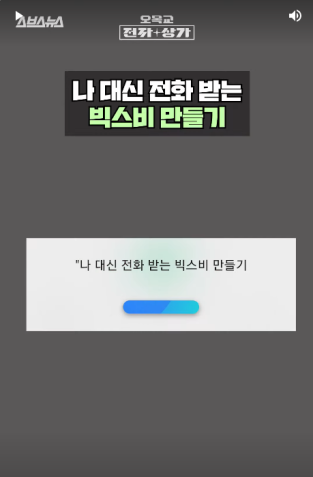 스브스뉴스
오목교
전자+상가
나 대신 전화 받는
빅스비 만들기
"나 대신 전화 받는 빅스비 만들기